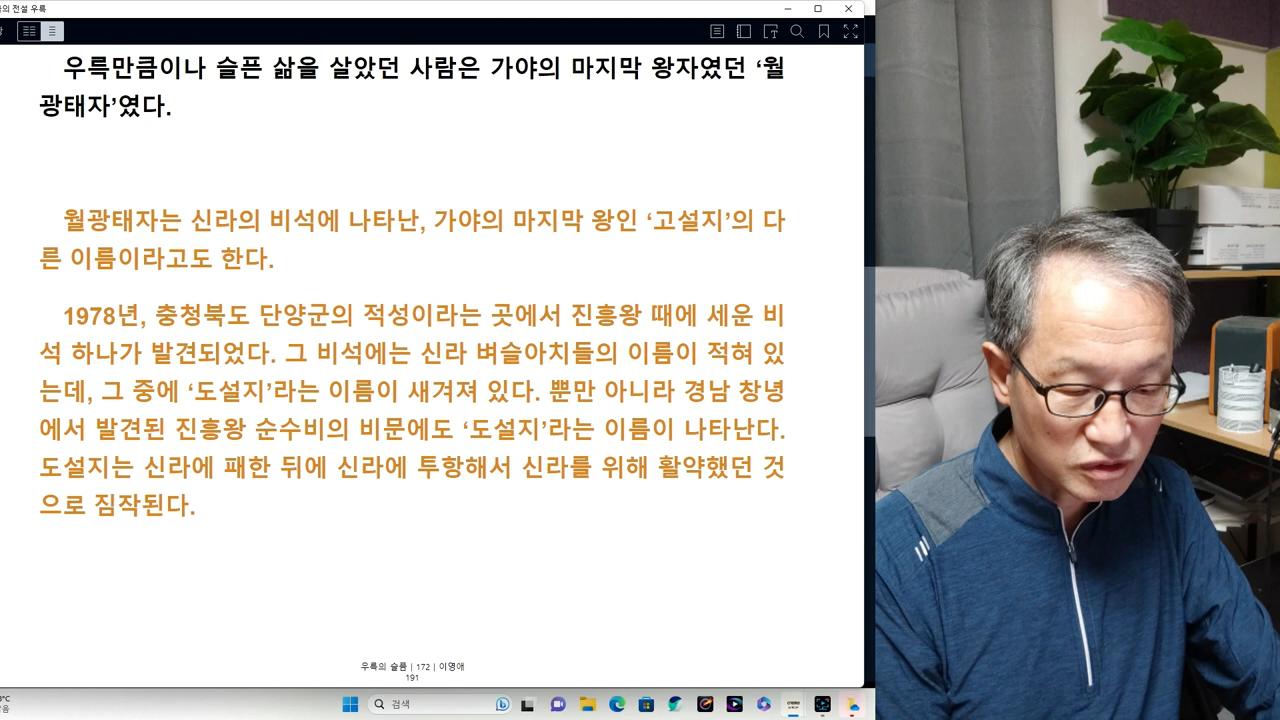 의 전설 우륵
우륵만큼이나 슬픈 삶을 살았던 사람은 가야의 마지막 왕자였던 ‘월
광태자’였다.
월광태자는 신라의 비석에 나타난, 가야의 마지막 왕인 ‘고설지’의 다
른 이름이라고도 한다.
1978년, 충청북도 단양군의 적성이라는 곳에서 진흥왕 때에 세운 비
석 하나가 발견되었다. 그 비석에는 신라 벼슬아치들의 이름이 적혀 있
는데, 그 중에 ‘도설지’라는 이름이 새겨져 있다. 뿐만 아니라 경남 창녕
에서 발견된 진흥왕 순수비의 비문에도 ‘도설지’라는 이름이 나타난다.
도설지는 신라에 패한 뒤에 신라에 투항해서 신라를 위해 활약했던 것
으로 짐작된다.
우륵의 슬픔 | 172 | 이영애
191
검색